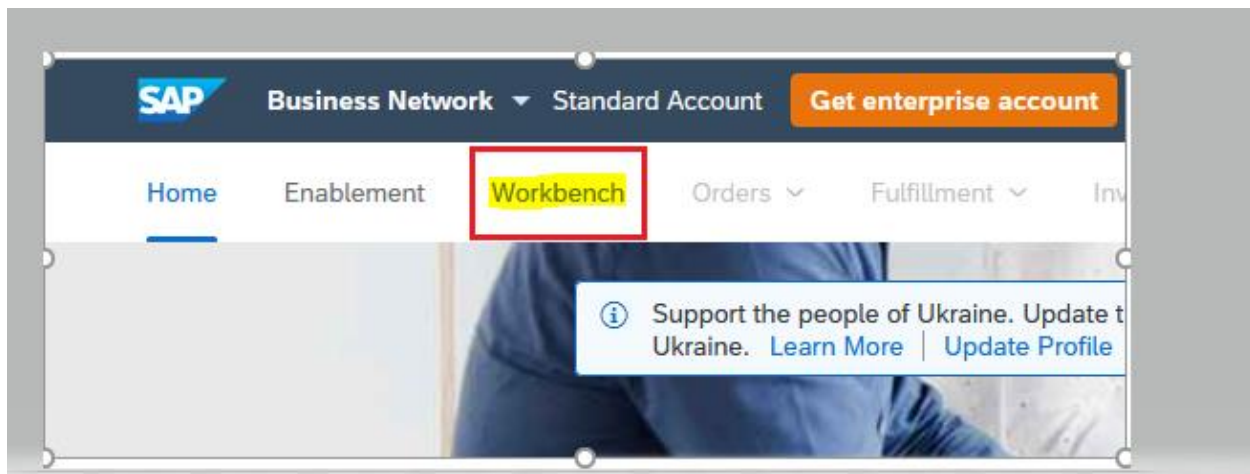 SAP Business Network Standard Account Get enterprise account
Home Enablement Workbench Orders Fulfillment Inv
Support the people of Ukraine. Update t
Ukraine. Learn More | Update Profile